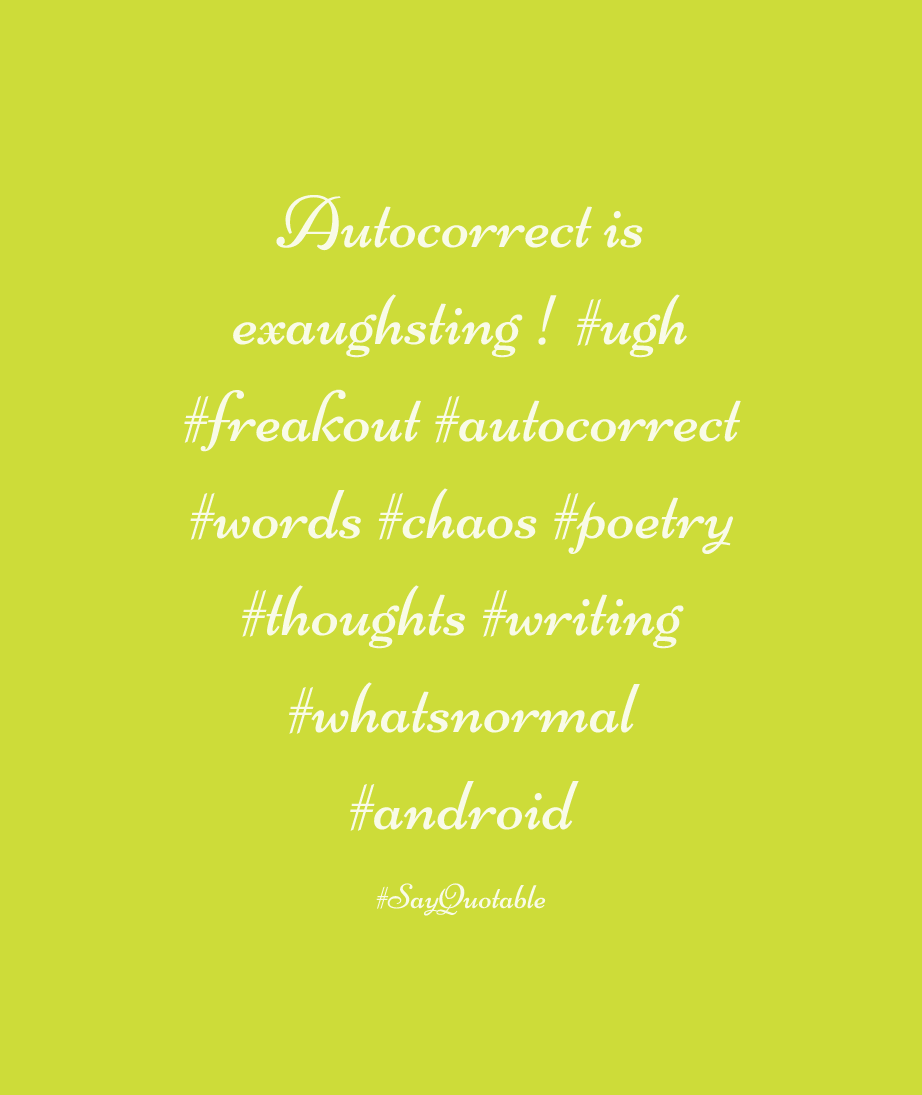 Autocorrect is
exaughsting ! #ugh
#freakout #autocorrect
#words #chaos #poetry
#thoughts #writing
#whatsnormal
#android
#SayQuotable